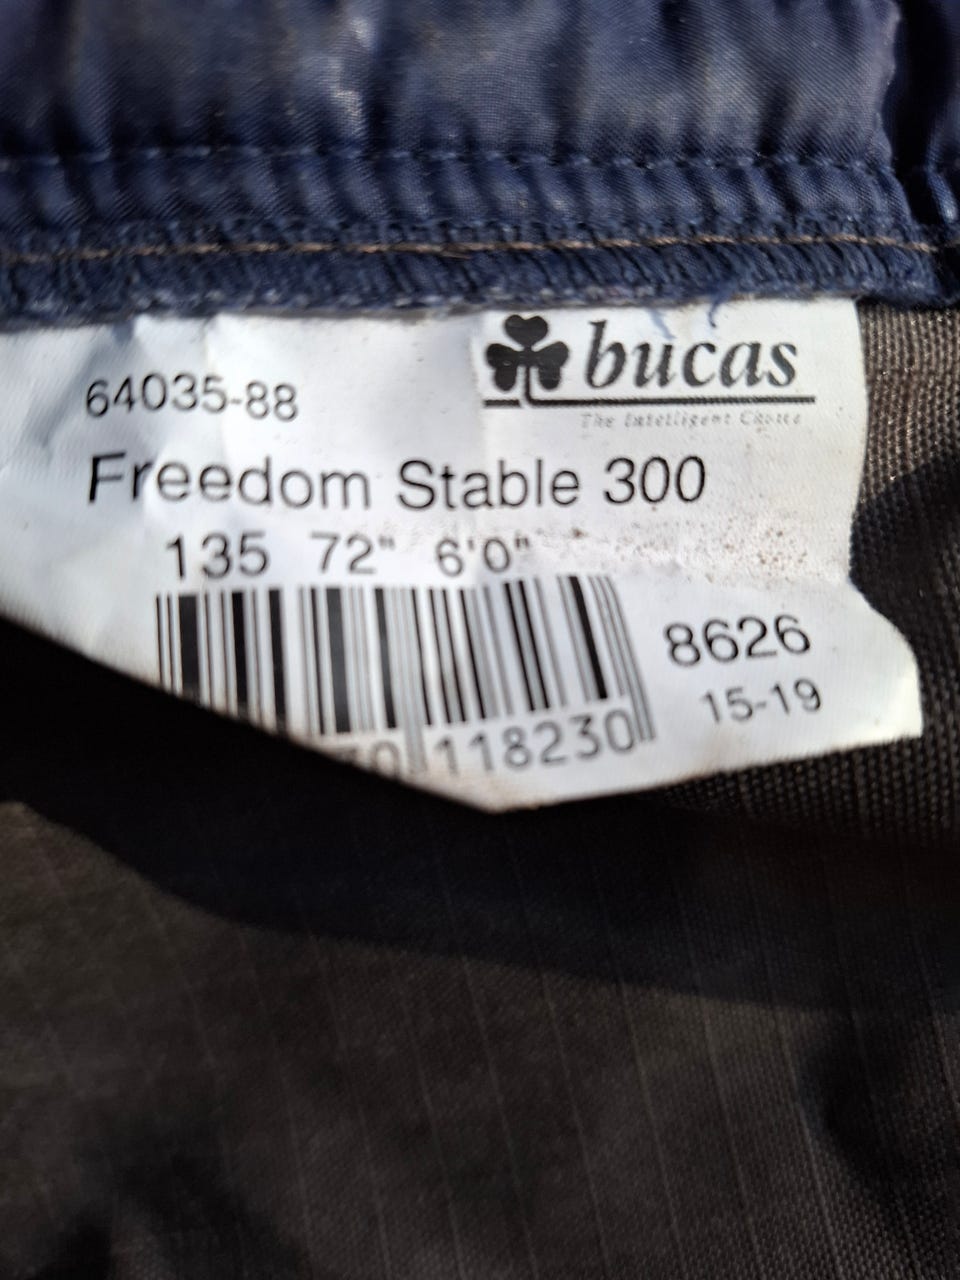 bucas
The Intelligent Choice
64035-88
Freedom Stable 300
135 72" 6'0"
8626
15-19
118230